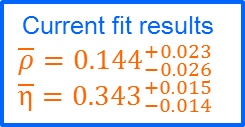 Current fit results
ρ̅ = 0.144 +0.023 −0.026
η̅ = 0.343 +0.015 −0.014